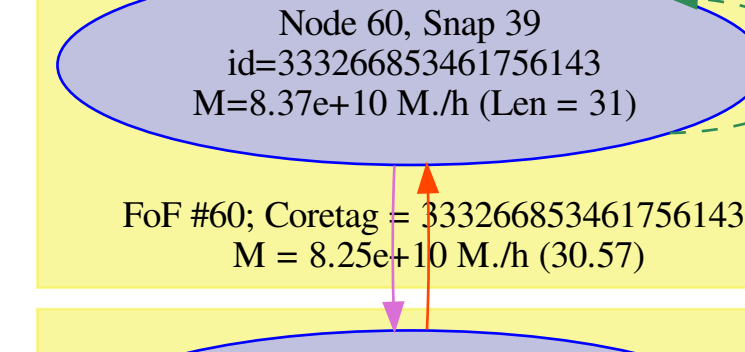 Node 60, Snap 39
id=333266853461756143
M=8.37e+10 M./h (Len = 31)
FoF #60; Coretag = 333266853461756143
M = 8.25e+10 M./h (30.57)